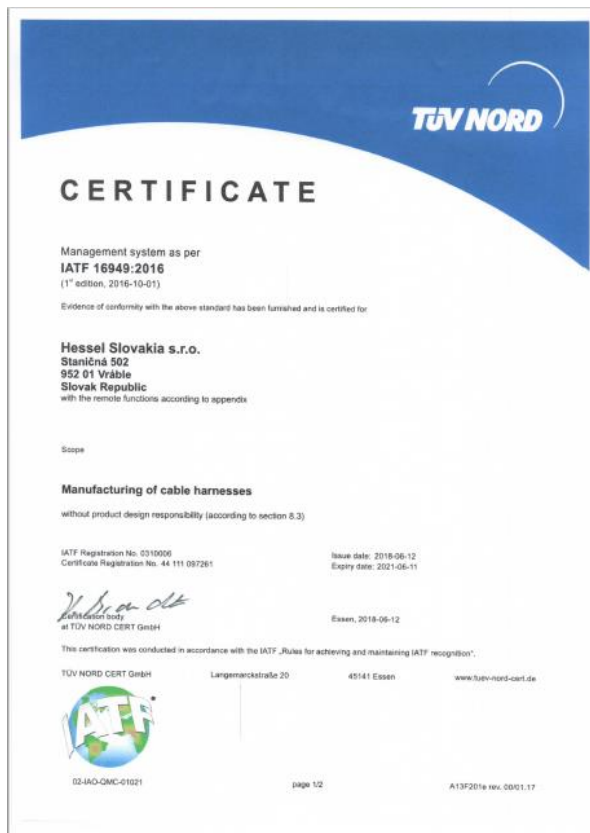 TÜV NORD
CERTIFICATE
Management system as per
IATF 16949:2016
(1st edition, 2016-10-01)
Evidence of conformity with the above standard has been furnished and is certified for
Hessel Slovakia s.r.o.
Staničná 502
952 01 Vráble
Slovak Republic
with the remote functions according to appendix
Scope
Manufacturing of cable harnesses
without product design responsibility (according to section 8.3)
IATF Registration No. 0310006
Certificate Registration No. 44 111 097261
Issue date: 2018-06-12
Expiry date: 2021-06-11
Certification body
at TÜV NORD CERT GmbH
Essen, 2018-06-12
This certification was conducted in accordance with the IATF „Rules for achieving and maintaining IATF recognition".
TÜV NORD CERT GmbH Langemarckstraße 20 45141 Essen www.tuev-nord-cert.de
IATF
02-IAO-QMC-01021
page 1/2
A13F201e rev. 00/01.17